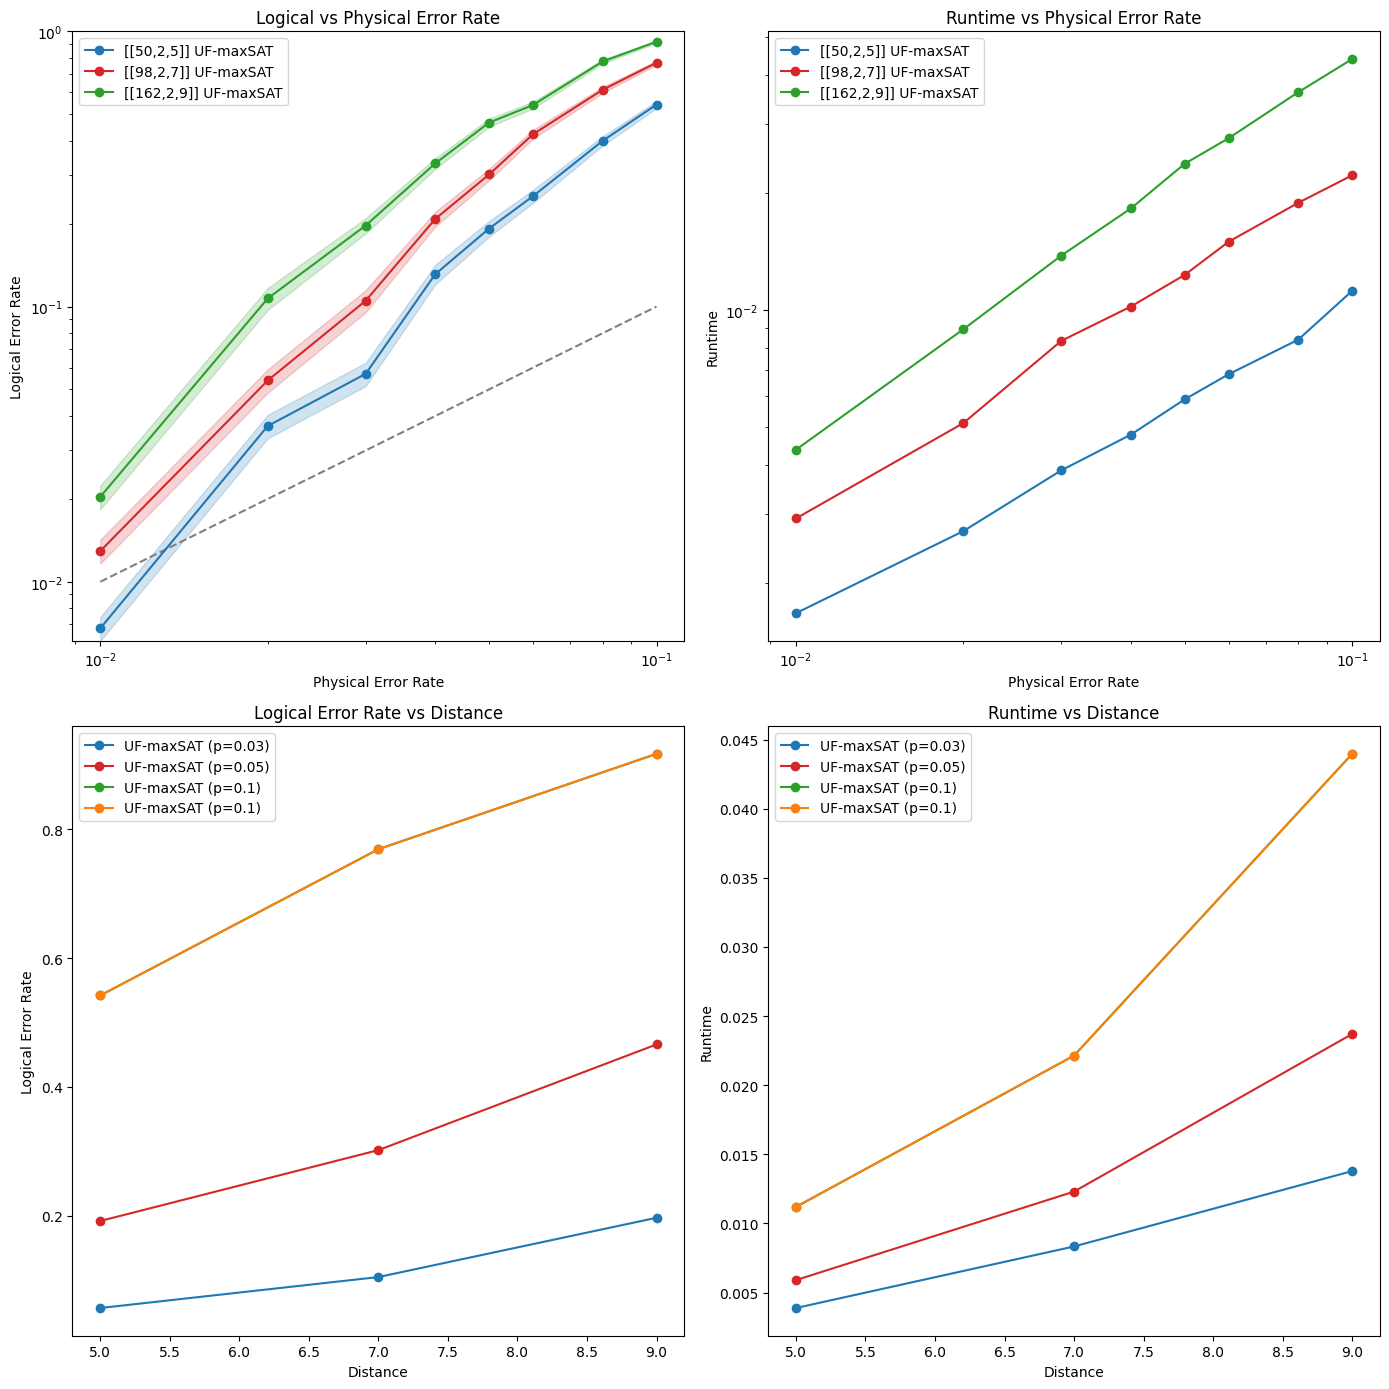 Logical vs Physical Error Rate
[[50,2,5]] UF-maxSAT
[[98,2,7]] UF-maxSAT
[[162,2,9]] UF-maxSAT
10⁰
10⁻¹
10⁻²
Logical Error Rate
10⁻²
10⁻¹
Physical Error Rate
Runtime vs Physical Error Rate
[[50,2,5]] UF-maxSAT
[[98,2,7]] UF-maxSAT
[[162,2,9]] UF-maxSAT
10⁻²
Runtime
10⁻²
10⁻¹
Physical Error Rate
Logical Error Rate vs Distance
UF-maxSAT (p=0.03)
UF-maxSAT (p=0.05)
UF-maxSAT (p=0.1)
UF-maxSAT (p=0.1)
0.8
0.6
0.4
0.2
Logical Error Rate
5.0 5.5 6.0 6.5 7.0 7.5 8.0 8.5 9.0
Distance
Runtime vs Distance
UF-maxSAT (p=0.03)
UF-maxSAT (p=0.05)
UF-maxSAT (p=0.1)
UF-maxSAT (p=0.1)
0.045
0.040
0.035
0.030
0.025
0.020
0.015
0.010
0.005
Runtime
5.0 5.5 6.0 6.5 7.0 7.5 8.0 8.5 9.0
Distance